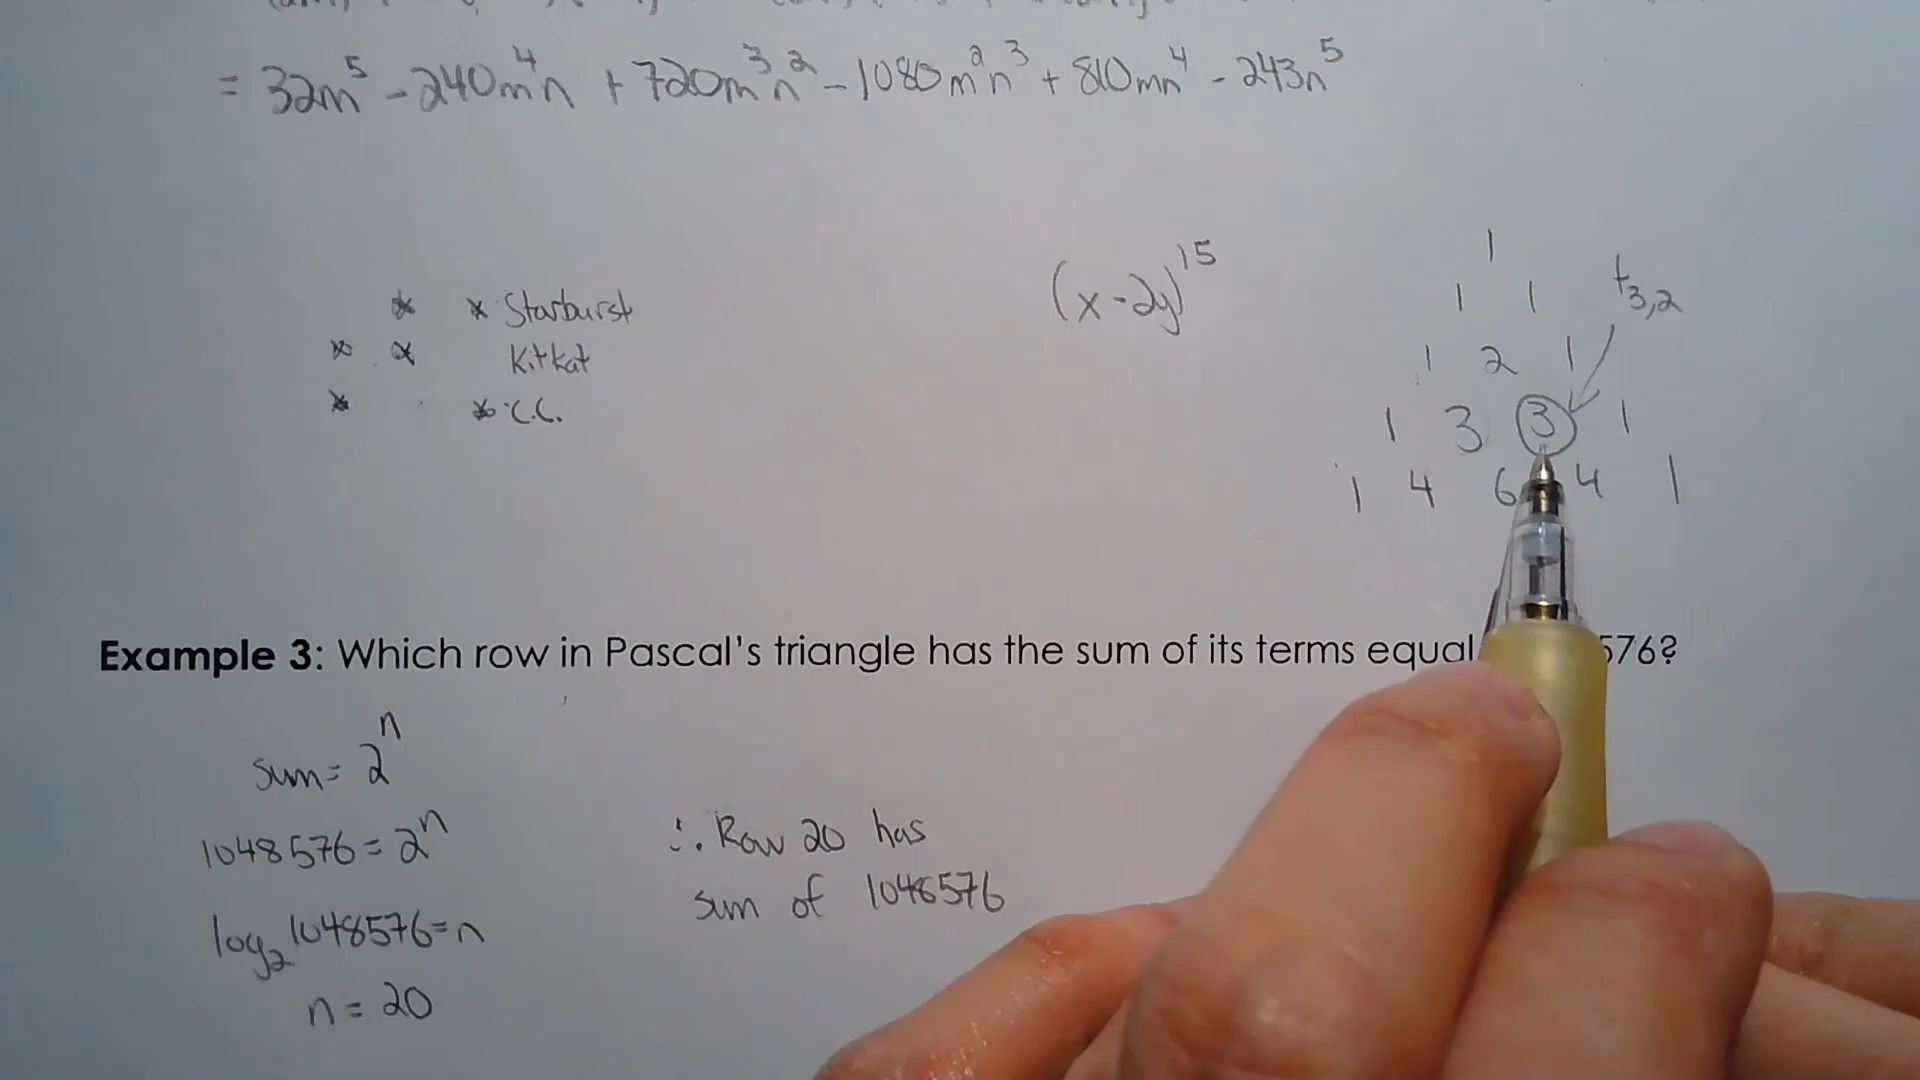 = 32m⁵ - 240m⁴n + 720m³n² - 1080m²n³ + 810mn⁴ - 243n⁵
* * Starburst
* * Kitkat
* * C.C.
(x-2y)¹⁵
1
1 1 t₃,₂
1 2 1
1 3 3 1
1 4 6 4 1
Example 3: Which row in Pascal's triangle has the sum of its terms equal 576?
sum = 2ⁿ
1048576 = 2ⁿ
log₂1048576 = n
n = 20
∴ Row 20 has
sum of 1048576